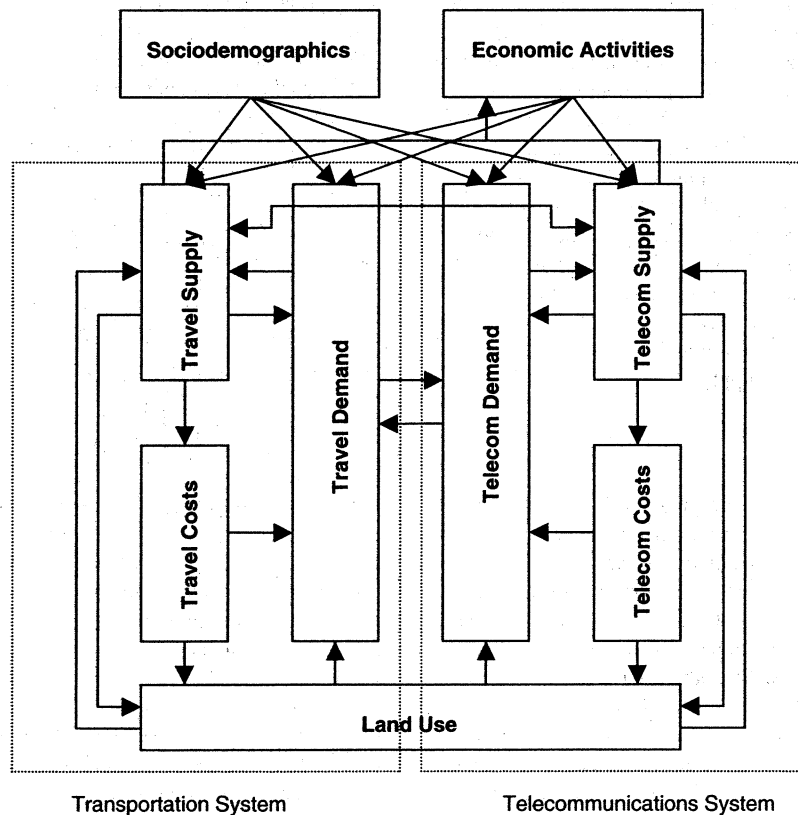 Sociodemographics
Economic Activities
Travel Supply
Travel Demand
Telecom Demand
Telecom Supply
Travel Costs
Telecom Costs
Land Use
Transportation System
Telecommunications System